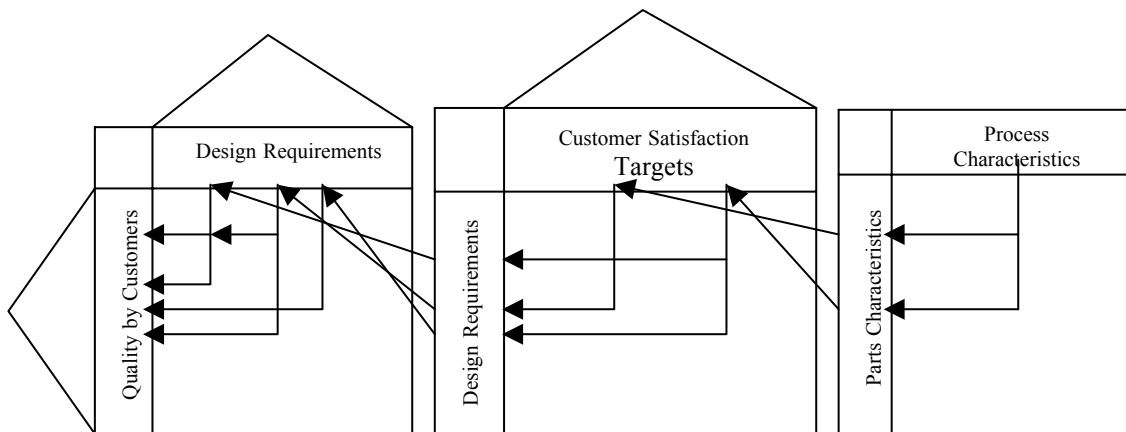 Design Requirements
Quality by Customers
Customer Satisfaction
Targets
Design Requirements
Process
Characteristics
Parts Characteristics